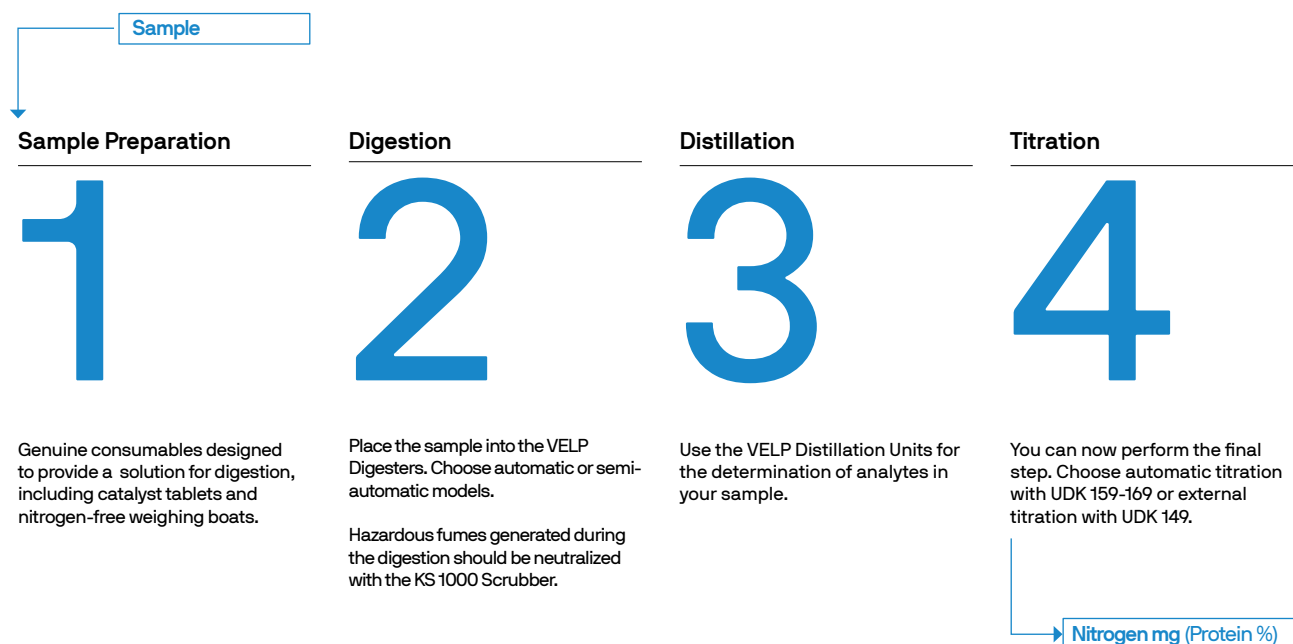 Sample
Sample Preparation
1
Genuine consumables designed
to provide a solution for digestion,
including catalyst tablets and
nitrogen-free weighing boats.
Digestion
2
Place the sample into the VELP
Digesters. Choose automatic or semi-
automatic models.
Hazardous fumes generated during
the digestion should be neutralized
with the KS 1000 Scrubber.
Distillation
3
Use the VELP Distillation Units for
the determination of analytes in
your sample.
Titration
4
You can now perform the final
step. Choose automatic titration
with UDK 159-169 or external
titration with UDK 149.
Nitrogen mg (Protein %)